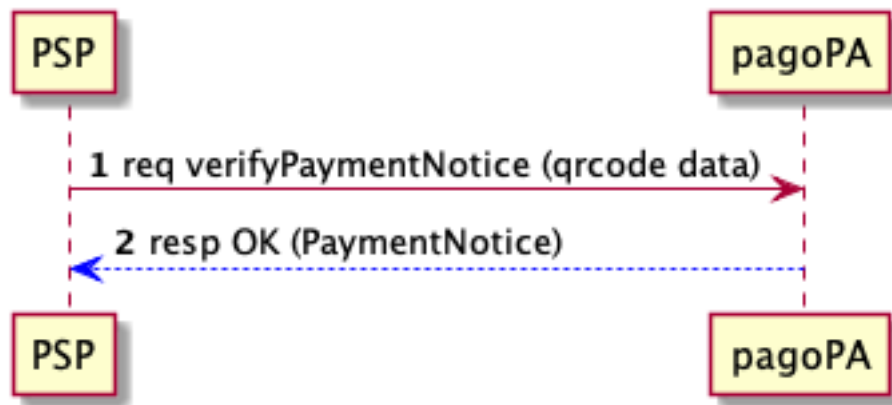 PSP
pagoPA
1 req verifyPaymentNotice (qrcode data)
2 resp OK (PaymentNotice)
PSP
pagoPA